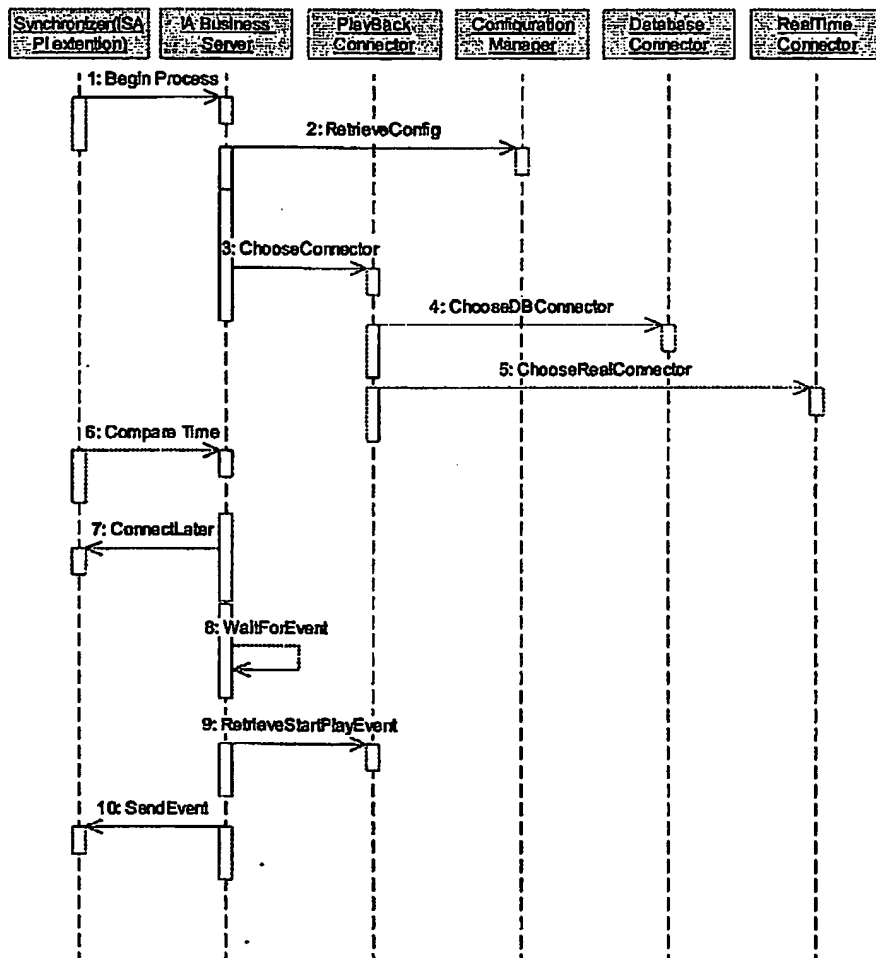 Synchronizer(ISA
PI extention)
IA Business
Server
PlayBack
Connector
Configuration
Manager
Database
Connector
RealTime
Connector
1: Begin Process
2: RetrieveConfig
3: ChooseConnector
4: ChooseDBConnector
5: ChooseRealConnector
6: Compare Time
7: ConnectLater
8: WaitForEvent
9: RetrieveStartPlayEvent
10: SendEvent